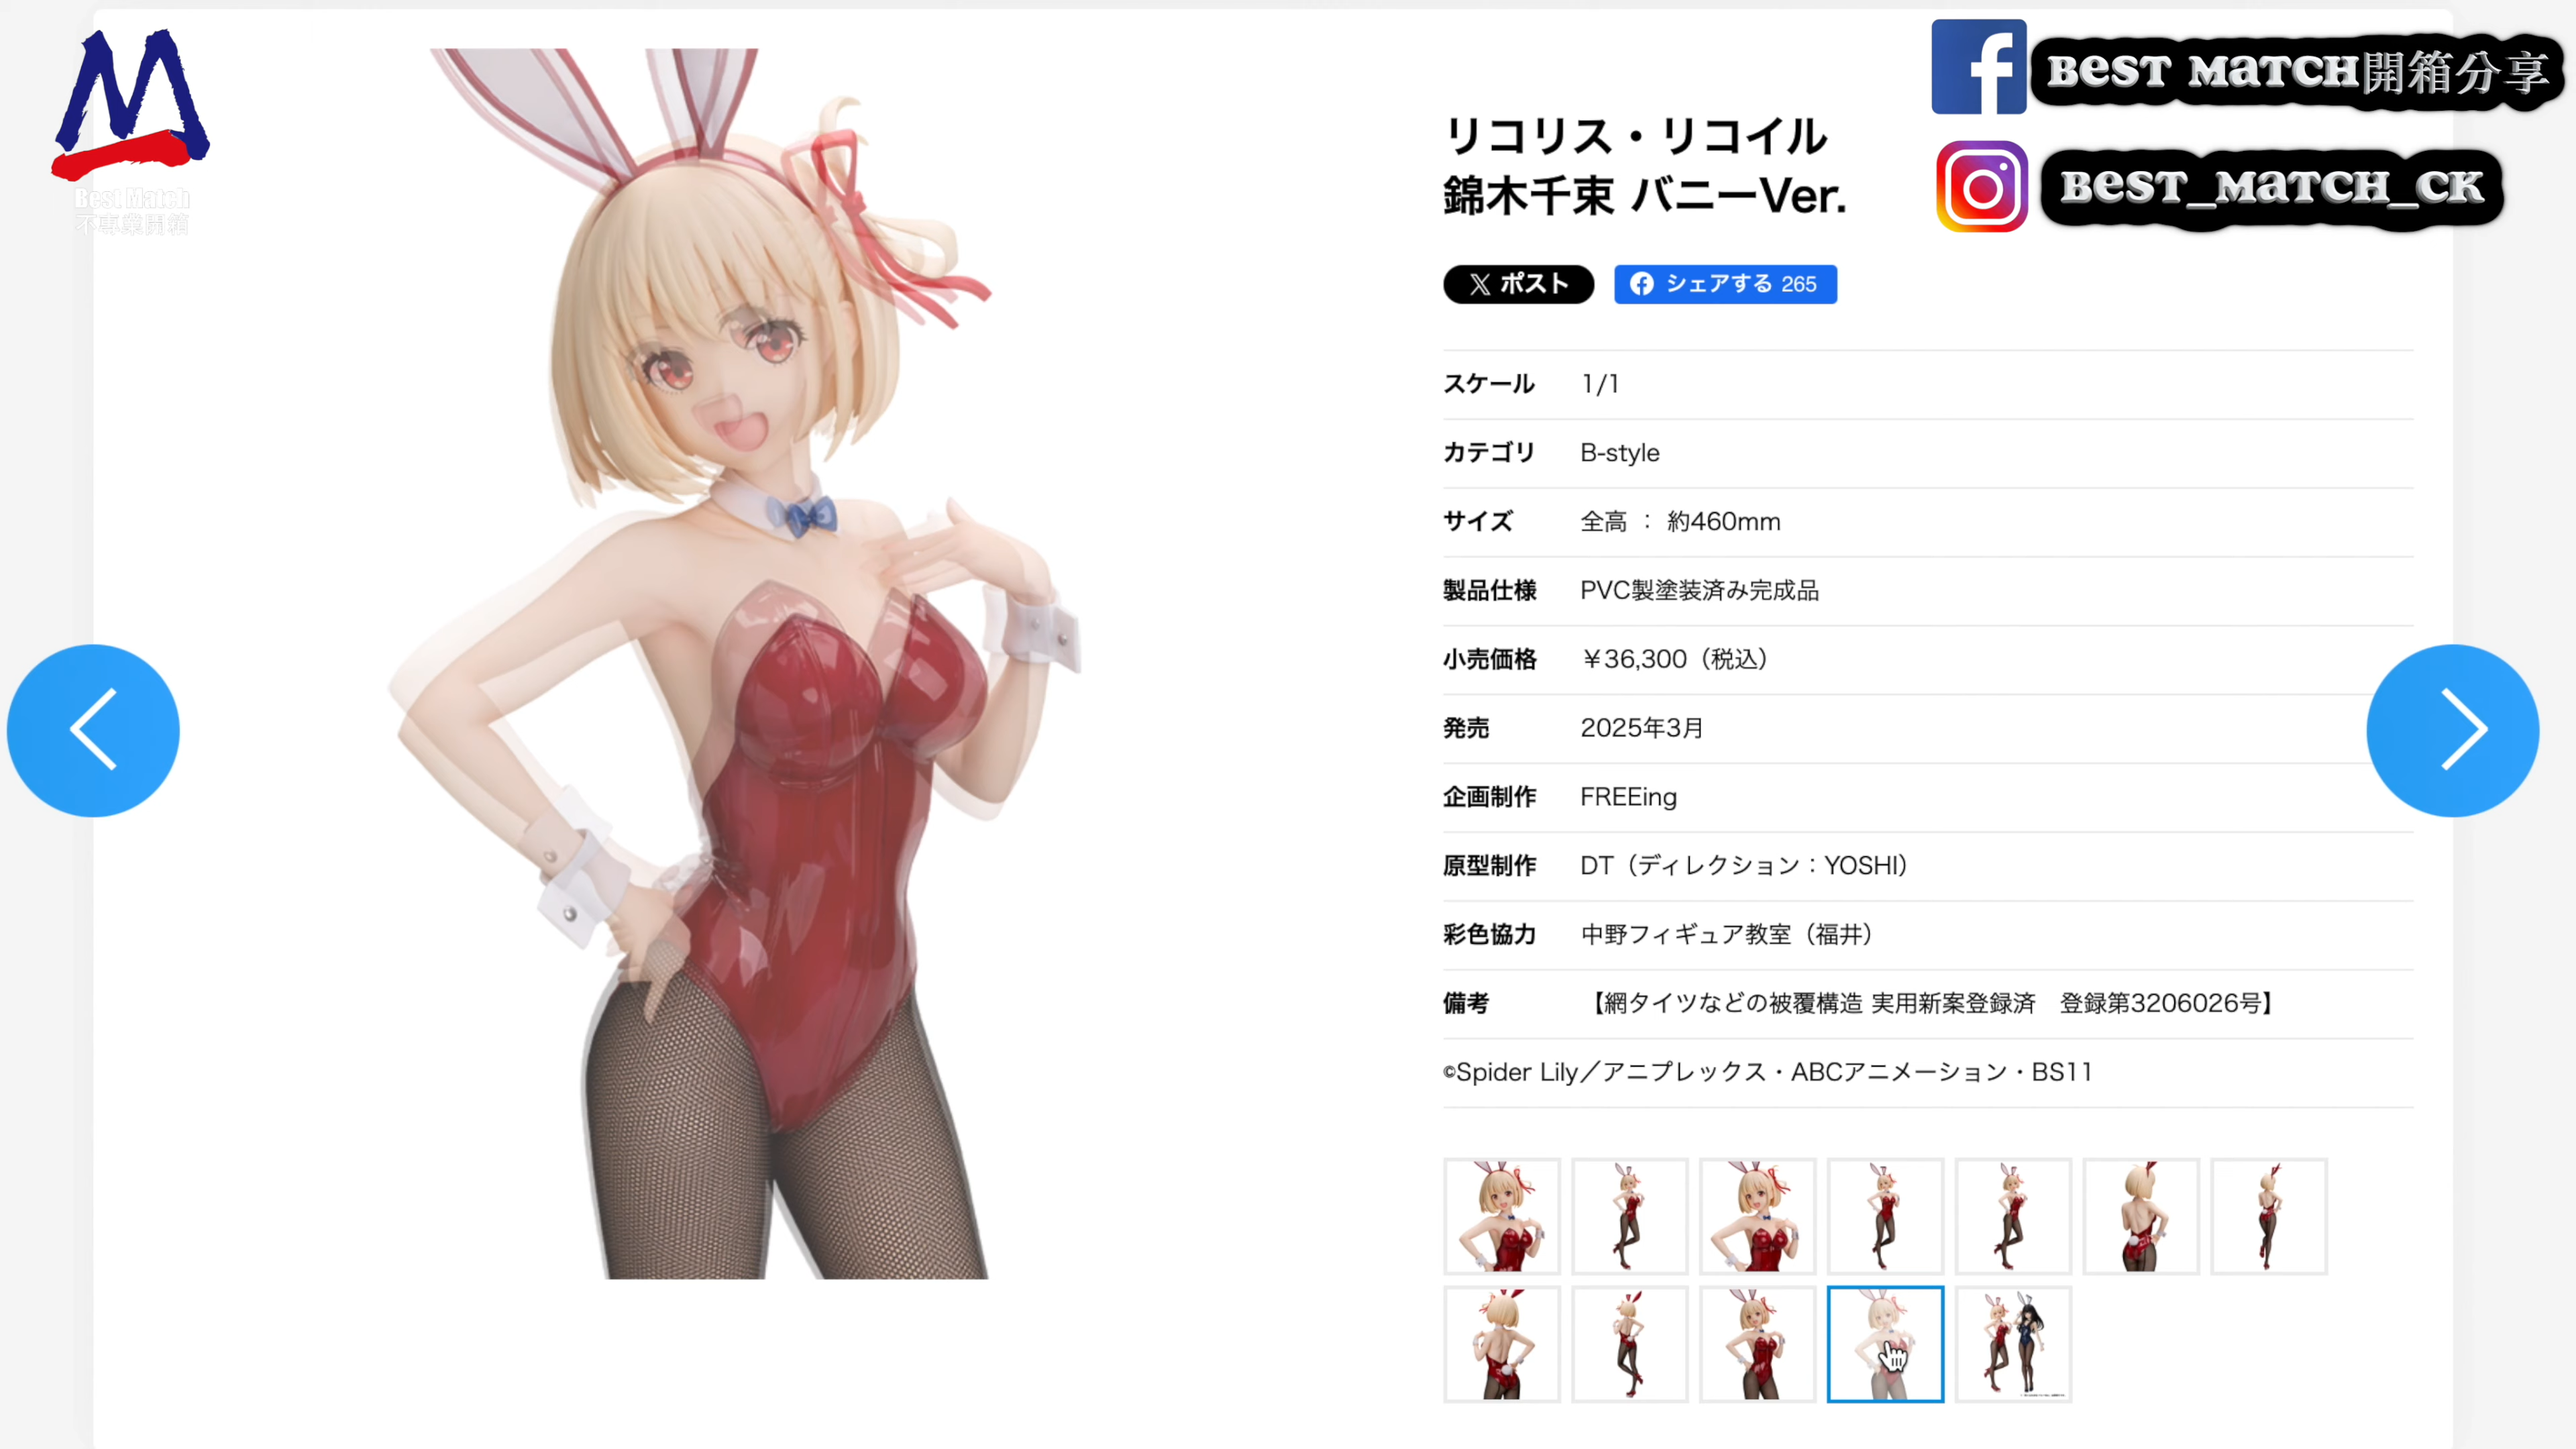 Best Match
不專業開箱
BEST MATCH開箱分享
BEST_MATCH_CK
リコリス・リコイル
錦木千束 バニーVer.
X ポスト
シェアする 265
スケール 1/1
カテゴリ B-style
サイズ 全高 ： 約460mm
製品仕様 PVC製塗装済み完成品
小売価格 ￥36,300（税込）
発売 2025年3月
企画制作 FREEing
原型制作 DT（ディレクション：YOSHI）
彩色協力 中野フィギュア教室（福井）
備考 【網タイツなどの被覆構造 実用新案登録済　登録第3206026号】
©Spider Lily／アニプレックス・ABCアニメーション・BS11